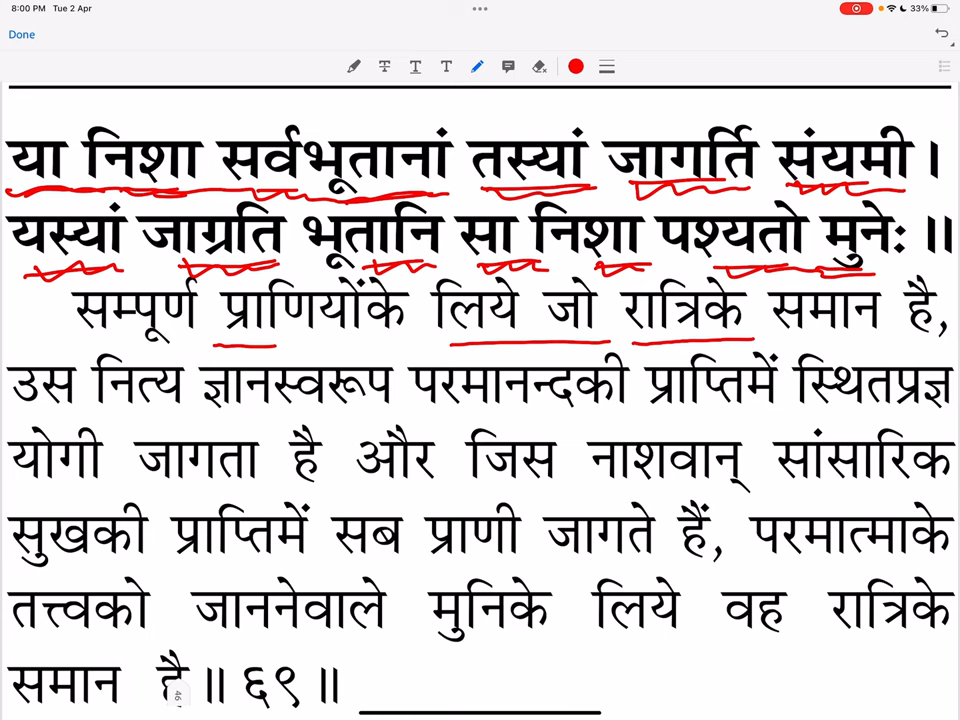 8:00 PM Tue 2 Apr
33%
Done
या निशा सर्वभूतानां तस्यां जागर्ति संयमी।
यस्यां जाग्रति भूतानि सा निशा पश्यतो मुनेः॥
सम्पूर्ण प्राणियोंके लिये जो रात्रिके समान है,
उस नित्य ज्ञानस्वरूप परमानन्दकी प्राप्तिमें स्थितप्रज्ञ
योगी जागता है और जिस नाशवान् सांसारिक
सुखकी प्राप्तिमें सब प्राणी जागते हैं, परमात्माके
तत्त्वको जाननेवाले मुनिके लिये वह रात्रिके
समान है॥ ६९॥
46